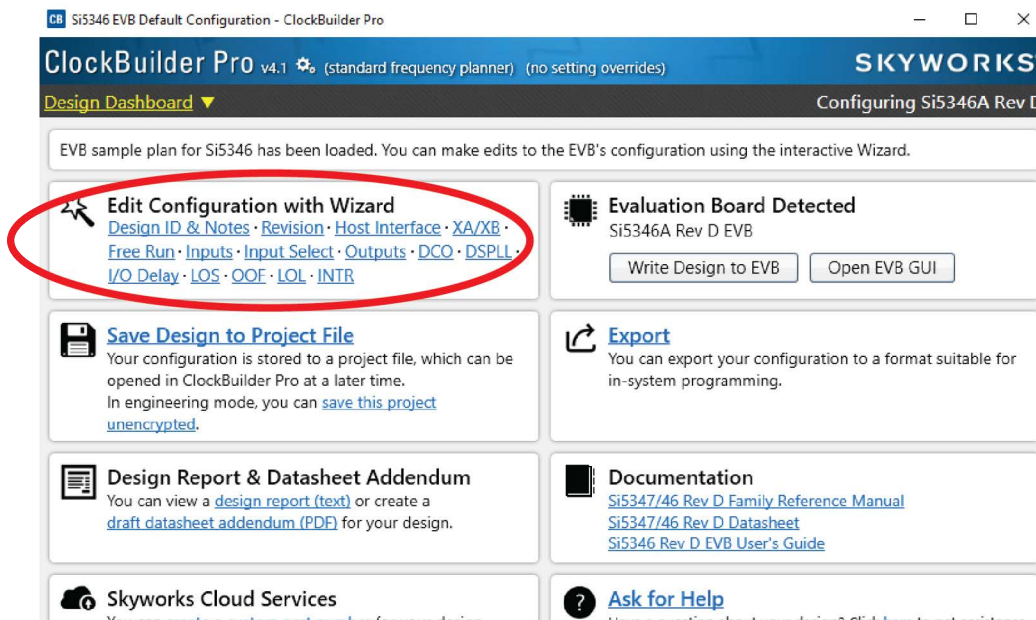 CB Si5346 EVB Default Configuration - ClockBuilder Pro
ClockBuilder Pro v4.1 (standard frequency planner) (no setting overrides)
SKYWORKS
Design Dashboard ▼
Configuring Si5346A Rev D
EVB sample plan for Si5346 has been loaded. You can make edits to the EVB's configuration using the interactive Wizard.
Edit Configuration with Wizard
Design ID & Notes · Revision · Host Interface · XA/XB ·
Free Run · Inputs · Input Select · Outputs · DCO · DSPLL ·
I/O Delay · LOS · OOF · LOL · INTR
Evaluation Board Detected
Si5346A Rev D EVB
Write Design to EVB
Open EVB GUI
Save Design to Project File
Your configuration is stored to a project file, which can be
opened in ClockBuilder Pro at a later time.
In engineering mode, you can save this project
unencrypted.
Export
You can export your configuration to a format suitable for
in-system programming.
Design Report & Datasheet Addendum
You can view a design report (text) or create a
draft datasheet addendum (PDF) for your design.
Documentation
Si5347/46 Rev D Family Reference Manual
Si5347/46 Rev D Datasheet
Si5346 Rev D EVB User's Guide
Skyworks Cloud Services
? Ask for Help